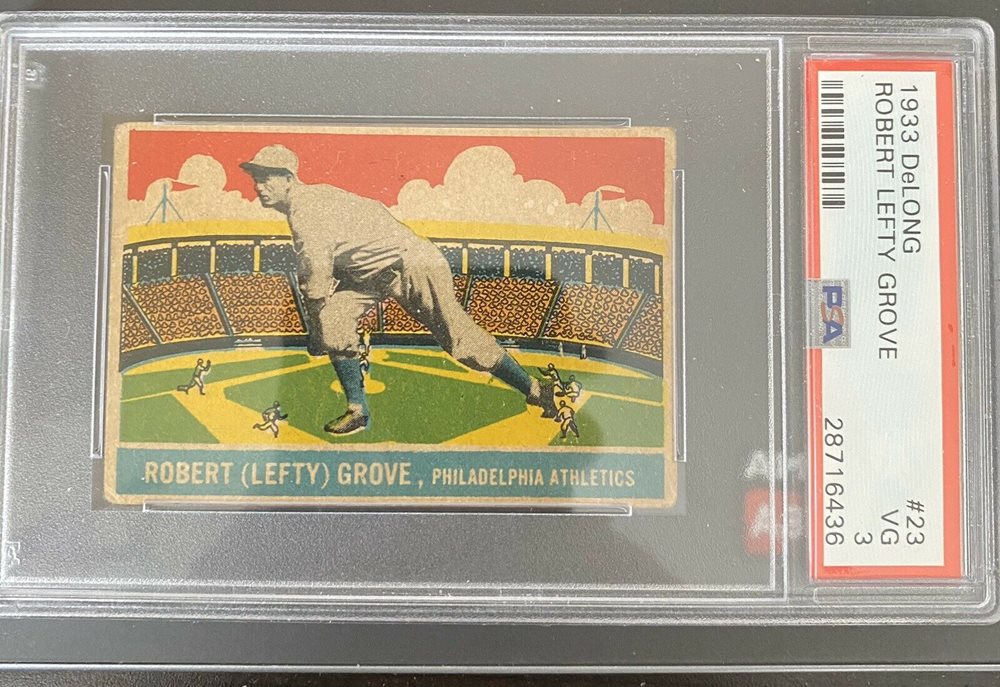 ROBERT (LEFTY) GROVE, PHILADELPHIA ATHLETICS
1933 DeLONG #23
ROBERT LEFTY GROVE VG
3
PSA 28716436